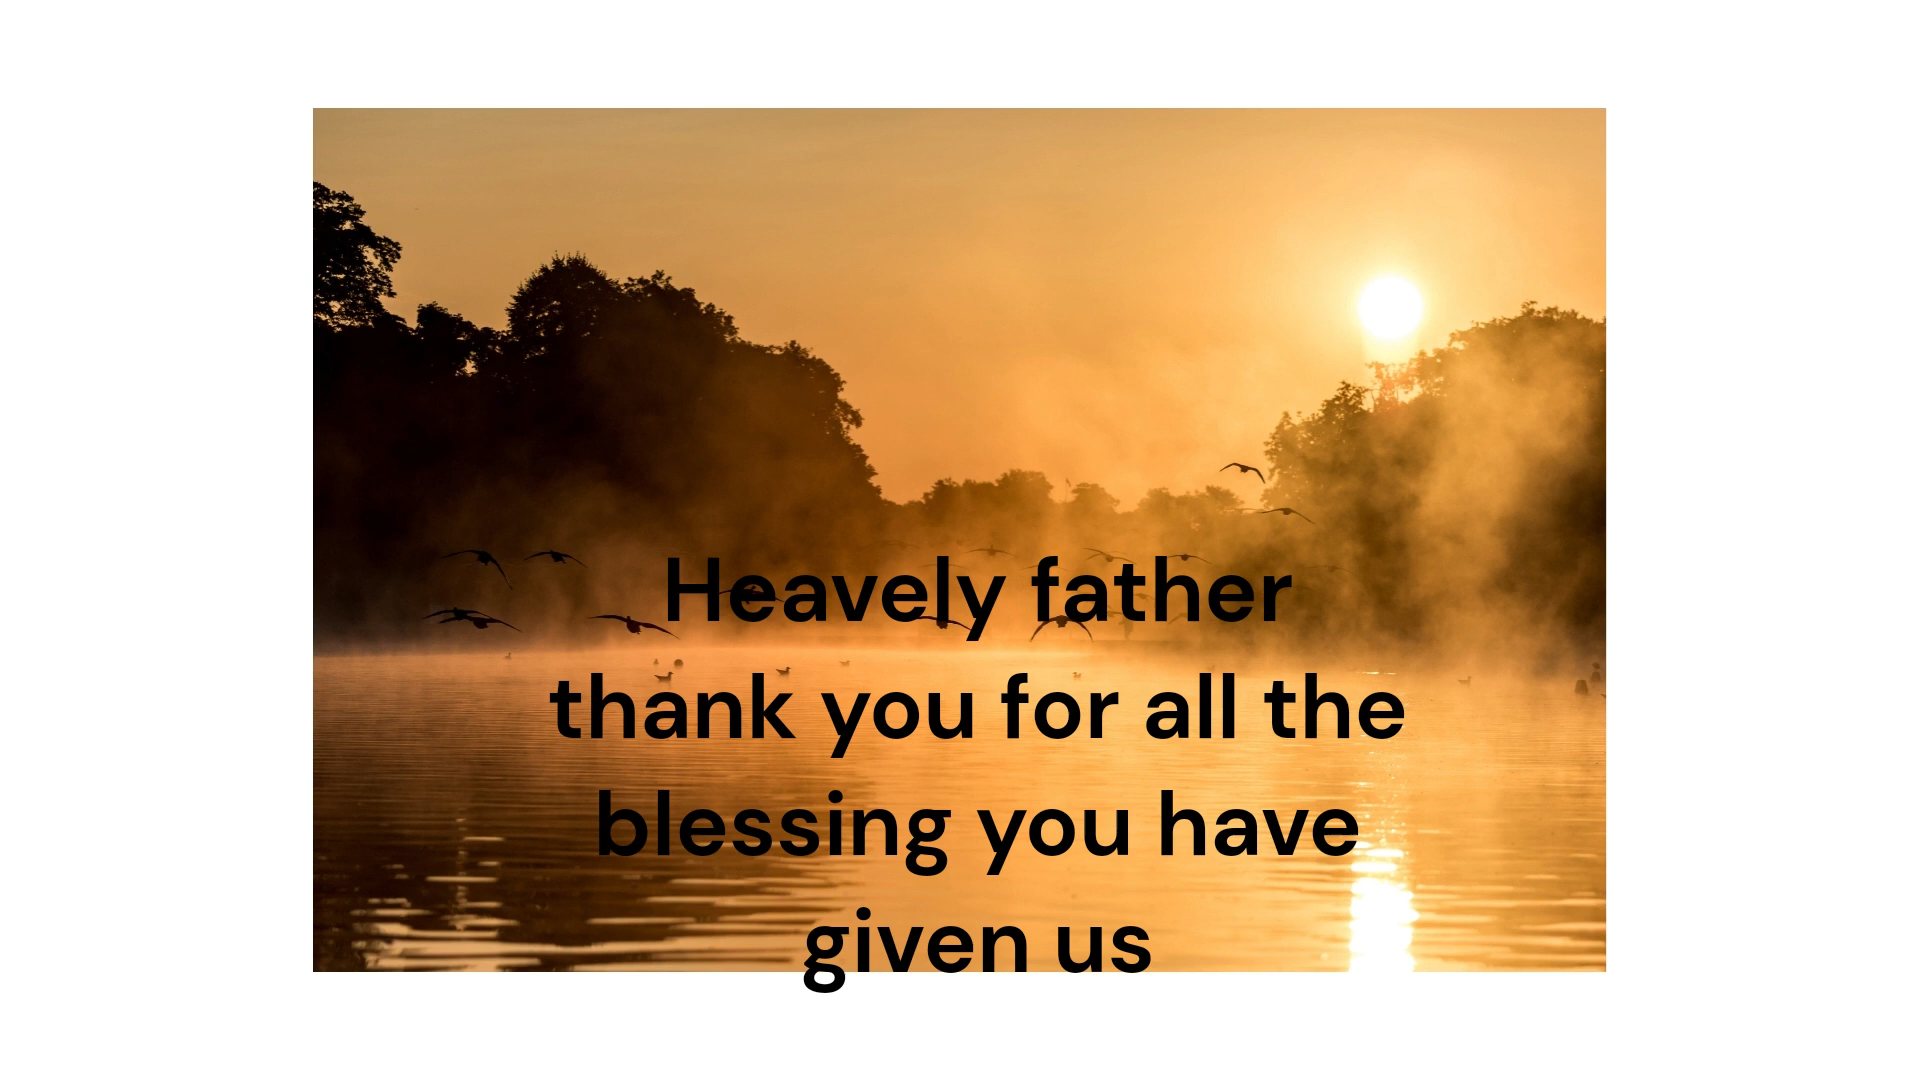 Heavely father
thank you for all the
blessing you have
given us